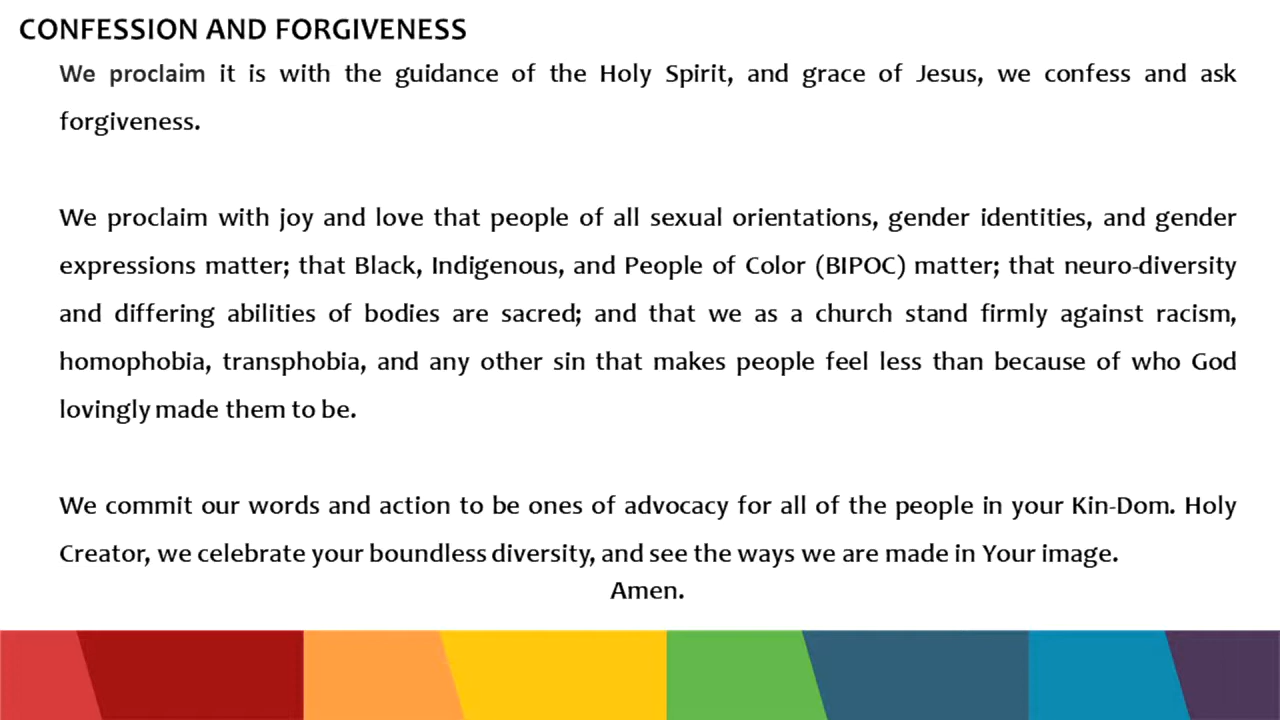 CONFESSION AND FORGIVENESS
We proclaim it is with the guidance of the Holy Spirit, and grace of Jesus, we confess and ask
forgiveness.
We proclaim with joy and love that people of all sexual orientations, gender identities, and gender
expressions matter; that Black, Indigenous, and People of Color (BIPOC) matter; that neuro-diversity
and differing abilities of bodies are sacred; and that we as a church stand firmly against racism,
homophobia, transphobia, and any other sin that makes people feel less than because of who God
lovingly made them to be.
We commit our words and action to be ones of advocacy for all of the people in your Kin-Dom. Holy
Creator, we celebrate your boundless diversity, and see the ways we are made in Your image.
Amen.